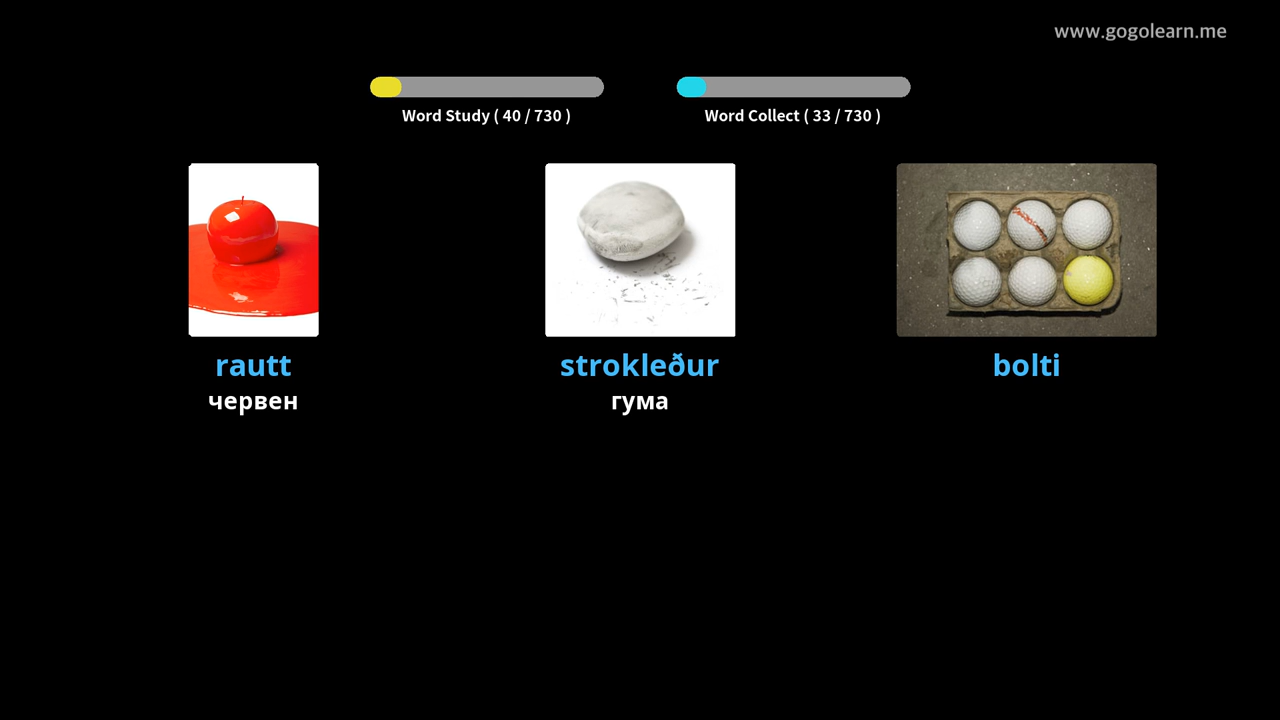 www.gogolearn.me
Word Study ( 40 / 730 )
Word Collect ( 33 / 730 )
rautt
червен
strokleður
гума
bolti